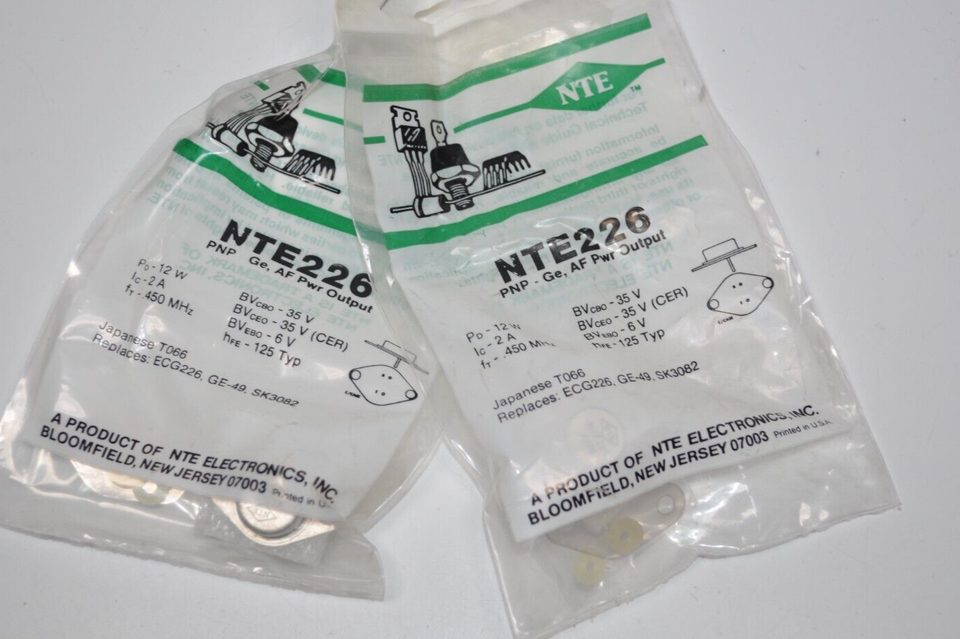 NTE226
PNP - Ge, AF Pwr Output
PD - 12 W
IC - 2 A
fT - .450 MHz
BVCBO - 35 V
BVCEO - 35 V (CER)
BVEBO - 6 V
hFE - 125 Typ
Japanese T066
Replaces: ECG226, GE-49, SK3082
A PRODUCT OF NTE ELECTRONICS, INC.
BLOOMFIELD, NEW JERSEY 07003 Printed in U.
NTE™
NTE226
PNP - Ge, AF Pwr Output
PD - 12 W
IC - 2 A
fT - .450 MHz
BVCBO - 35 V
BVCEO - 35 V (CER)
BVEBO - 6 V
hFE - 125 Typ
Japanese T066
Replaces: ECG226, GE-49, SK3082
A PRODUCT OF NTE ELECTRONICS, INC.
BLOOMFIELD, NEW JERSEY 07003 Printed in U.S.A.